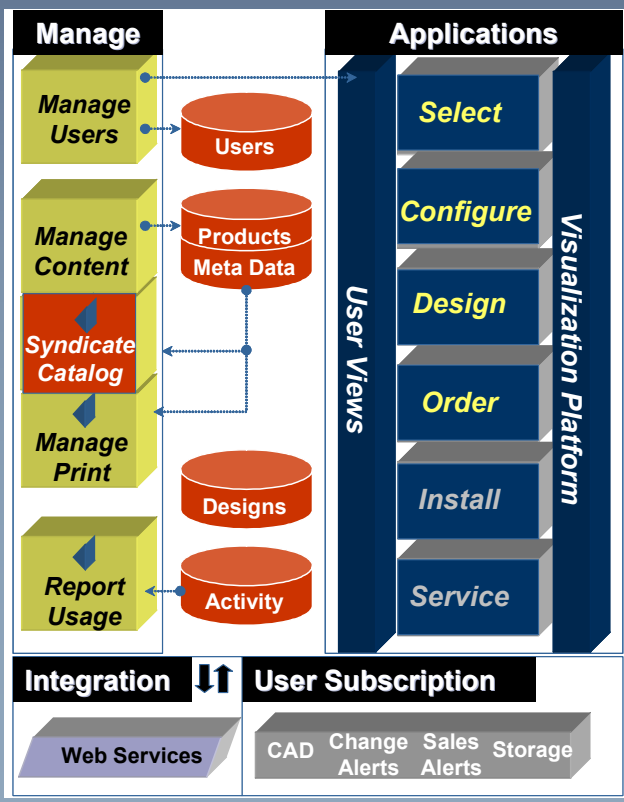 Manage
Manage
Users
Users
Manage
Content
Products
Meta Data
Syndicate
Catalog
Manage
Print
Designs
Report
Usage
Activity
Applications
User Views
Select
Configure
Design
Order
Install
Service
Visualization Platform
Integration
Web Services
User Subscription
CAD
Change
Alerts
Sales
Alerts
Storage